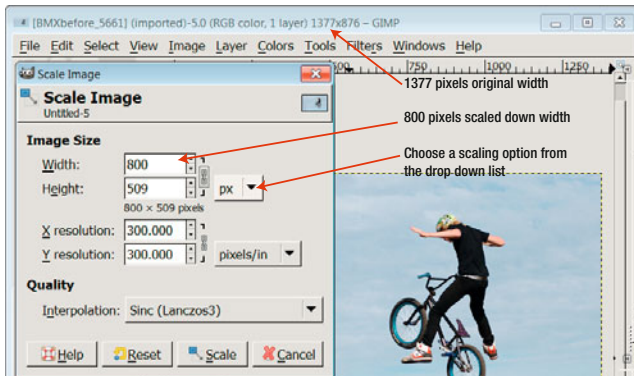 [BMXbefore_5661] (imported)-5.0 (RGB color, 1 layer) 1377x876 – GIMP
File Edit Select View Image Layer Colors Tools Filters Windows Help
500 750 1000 1250
Scale Image
Scale Image
Untitled-5
1377 pixels original width
800 pixels scaled down width
Choose a scaling option from
the drop down list
Image Size
Width: 800
Height: 509 px
800 × 509 pixels
X resolution: 300.000
Y resolution: 300.000 pixels/in
Quality
Interpolation: Sinc (Lanczos3)
Help Reset Scale Cancel